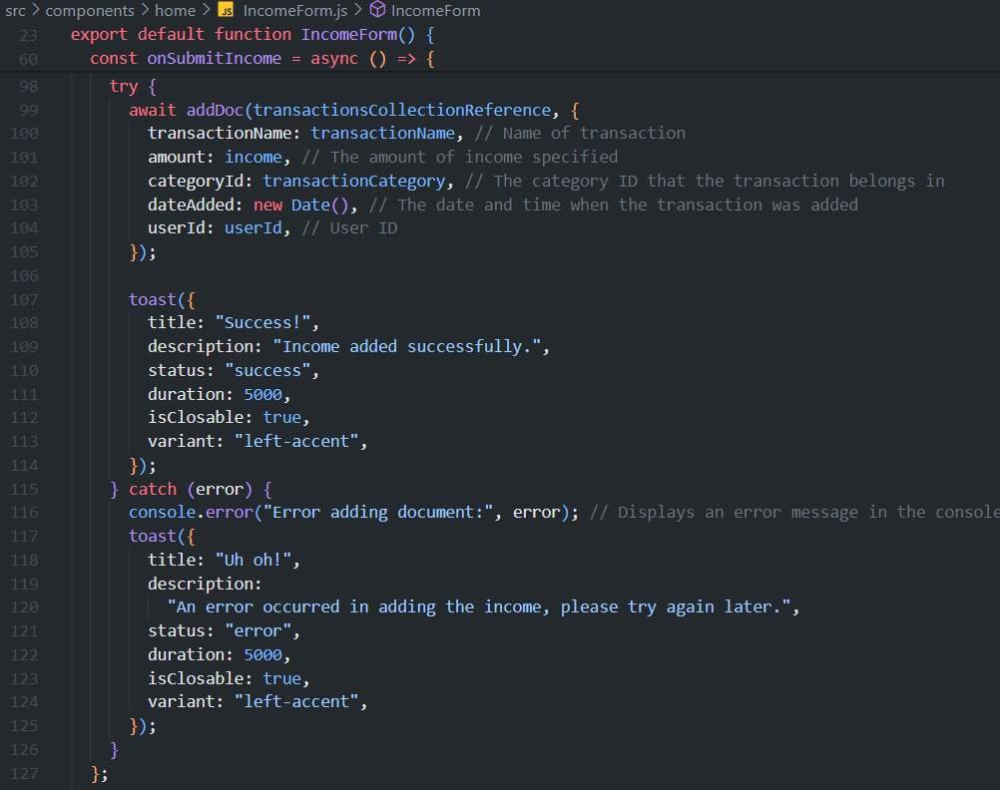 src > components > home > JS IncomeForm.js > IncomeForm
23 export default function IncomeForm() {
60 const onSubmitIncome = async () => {
98 try {
99 await addDoc(transactionsCollectionReference, {
100 transactionName: transactionName, // Name of transaction
101 amount: income, // The amount of income specified
102 categoryId: transactionCategory, // The category ID that the transaction belongs in
103 dateAdded: new Date(), // The date and time when the transaction was added
104 userId: userId, // User ID
105 });
106
107 toast({
108 title: "Success!",
109 description: "Income added successfully.",
110 status: "success",
111 duration: 5000,
112 isClosable: true,
113 variant: "left-accent",
114 });
115 } catch (error) {
116 console.error("Error adding document:", error); // Displays an error message in the console
117 toast({
118 title: "Uh oh!",
119 description:
120 "An error occurred in adding the income, please try again later.",
121 status: "error",
122 duration: 5000,
123 isClosable: true,
124 variant: "left-accent",
125 });
126 }
127 };